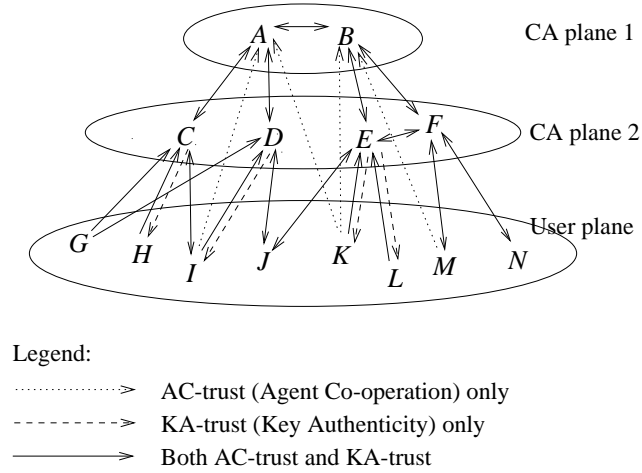 A B CA plane 1
C D E F CA plane 2
User plane
G H I J K L M N
Legend:
AC-trust (Agent Co-operation) only
KA-trust (Key Authenticity) only
Both AC-trust and KA-trust